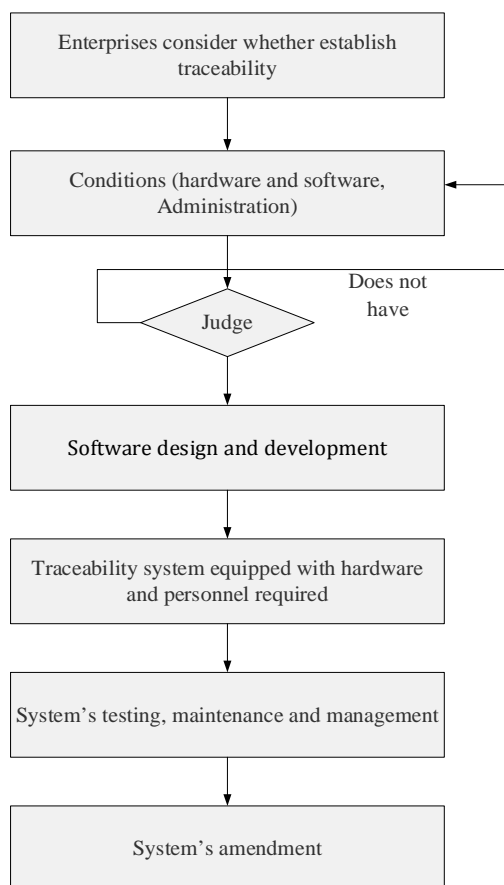 Enterprises consider whether establish
traceability
Conditions (hardware and software,
Administration)
Does not
have
Judge
Software design and development
Traceability system equipped with hardware
and personnel required
System’s testing, maintenance and management
System’s amendment